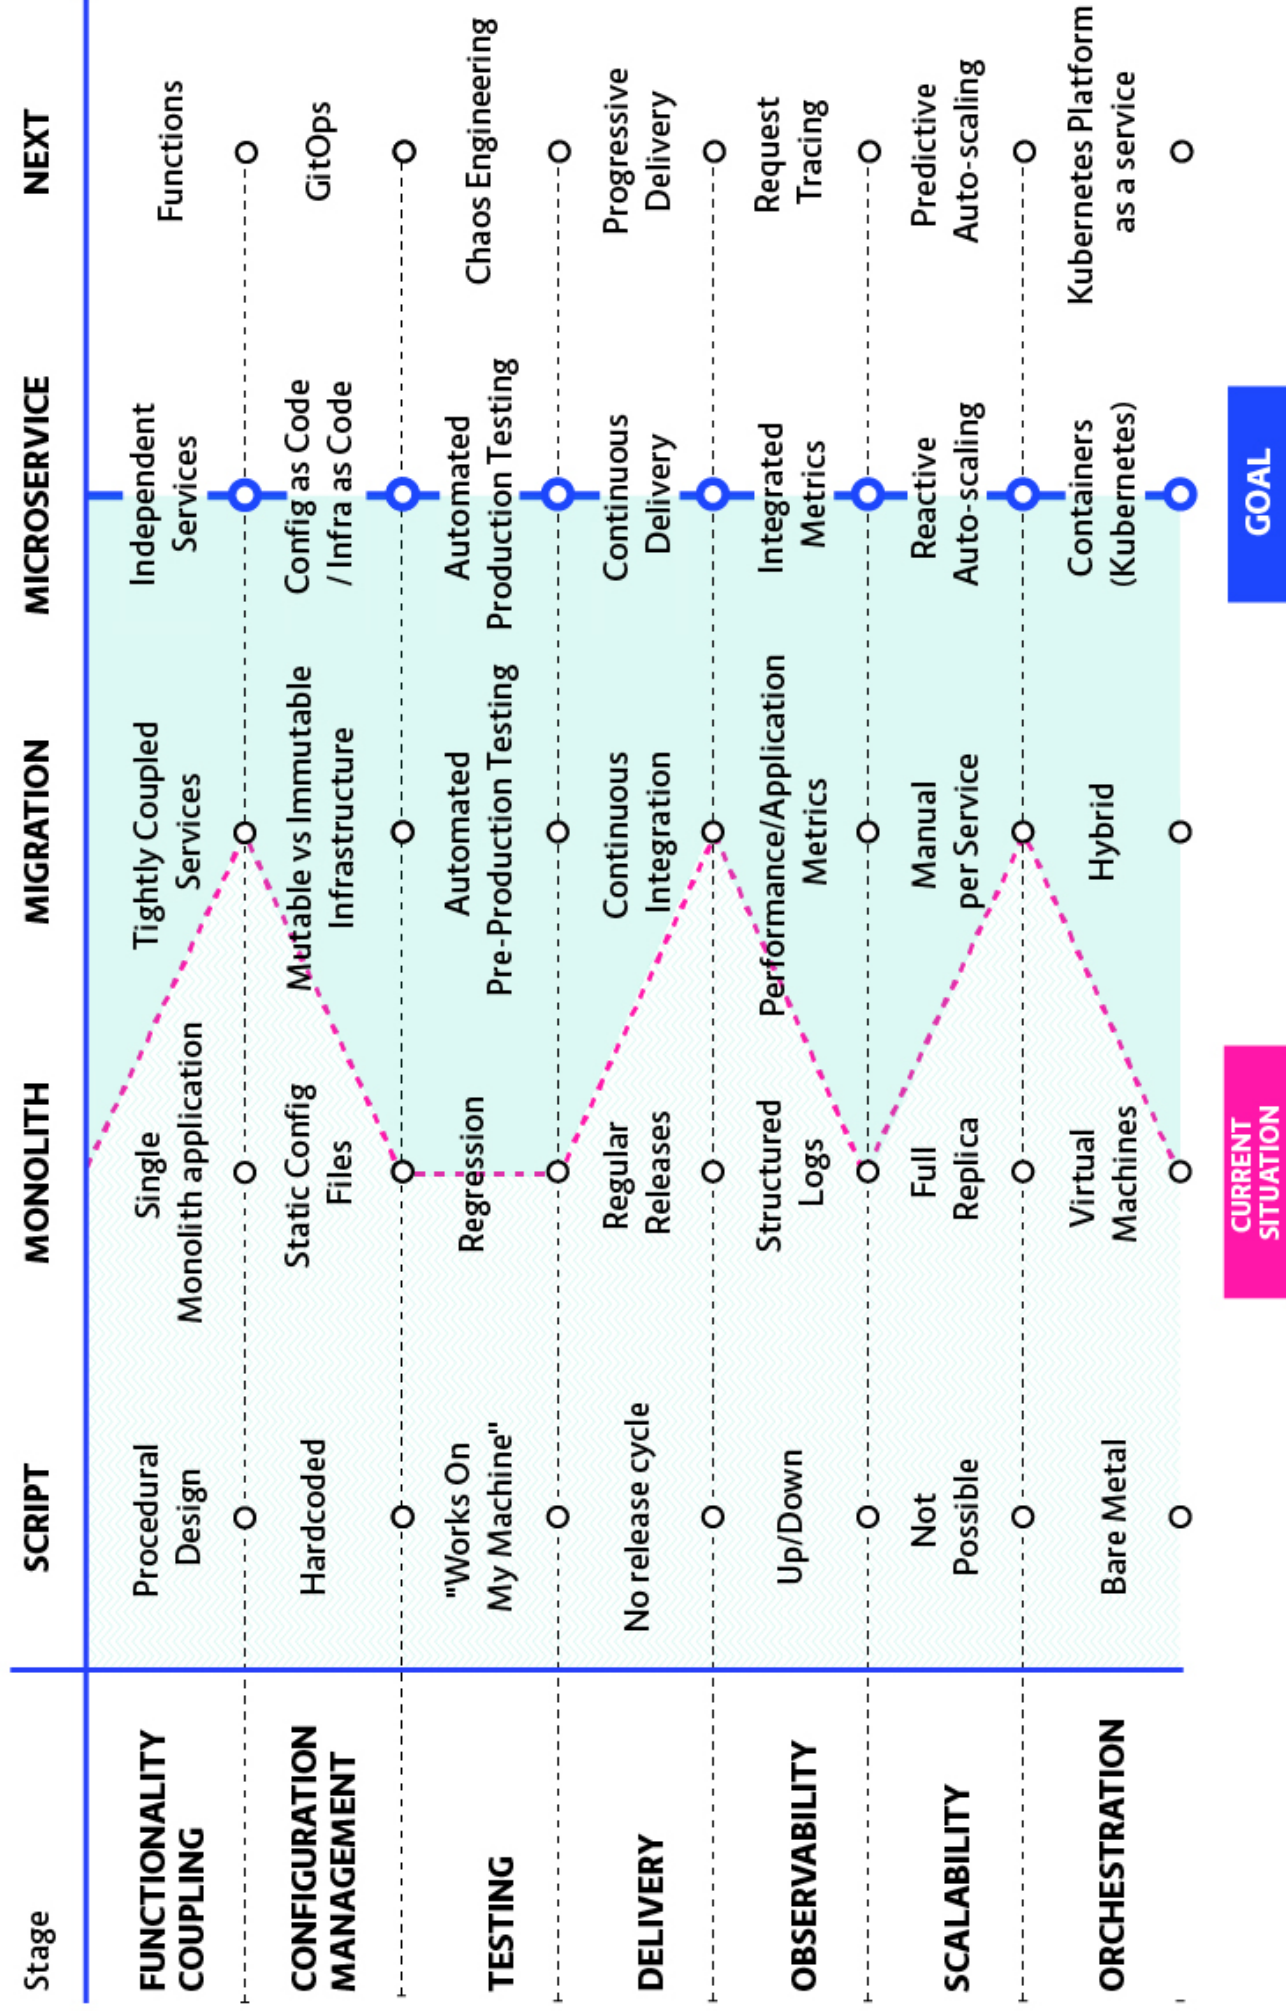 Stage
SCRIPT
MONOLITH
MIGRATION
MICROSERVICE
NEXT
FUNCTIONALITY
COUPLING
Procedural
Design
Single
Monolith application
Tightly Coupled
Services
Independent
Services
Functions
CONFIGURATION
MANAGEMENT
Hardcoded
Static Config
Files
Mutable vs Immutable
Infrastructure
Config as Code
/ Infra as Code
GitOps
TESTING
"Works On
My Machine"
Regression
Automated
Pre-Production Testing
Automated
Production Testing
Chaos Engineering
DELIVERY
No release cycle
Regular
Releases
Continuous
Integration
Continuous
Delivery
Progressive
Delivery
OBSERVABILITY
Up/Down
Structured
Logs
Performance/Application
Metrics
Integrated
Metrics
Request
Tracing
SCALABILITY
Not
Possible
Full
Replica
Manual
per Service
Reactive
Auto-scaling
Predictive
Auto-scaling
ORCHESTRATION
Bare Metal
Virtual
Machines
Hybrid
Containers
(Kubernetes)
Kubernetes Platform
as a service
CURRENT
SITUATION
GOAL